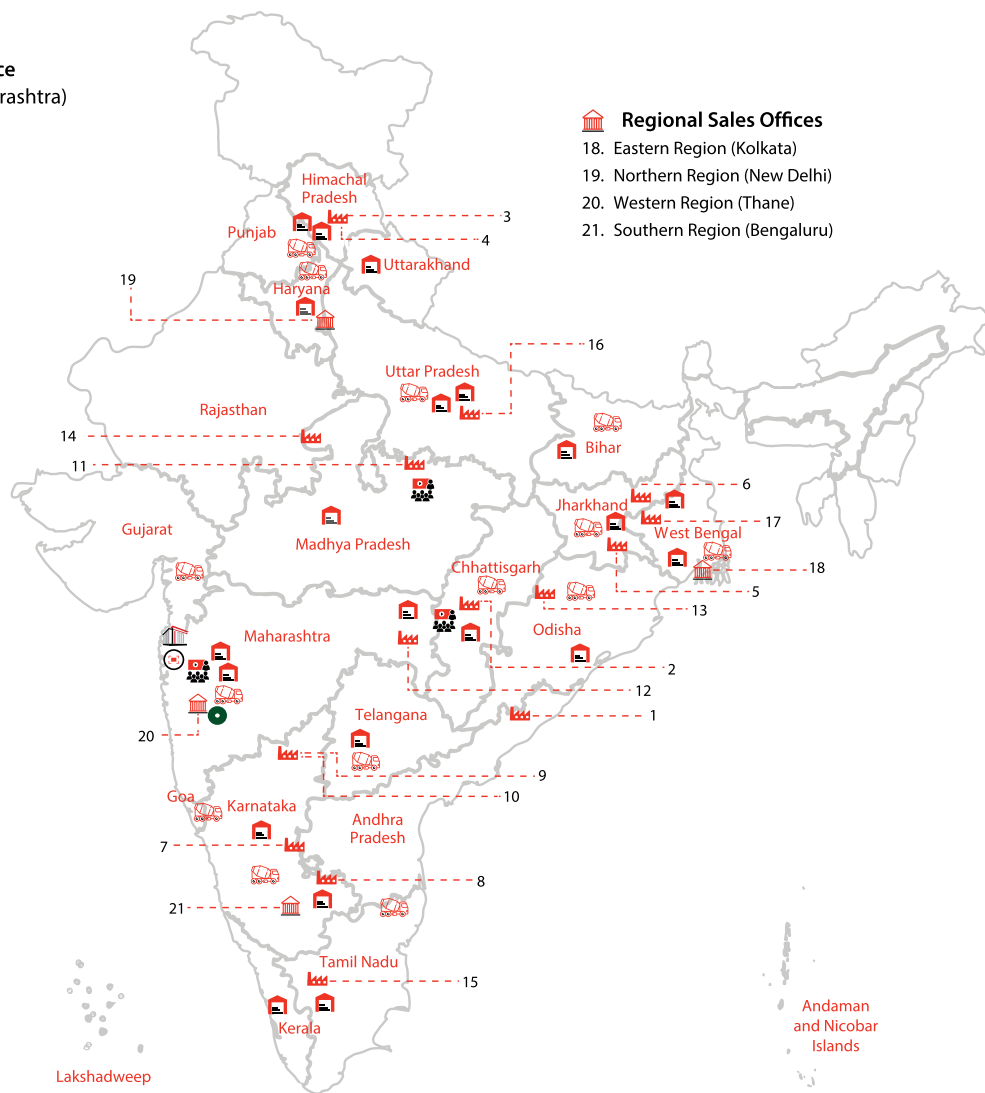 ce
rashtra)
Regional Sales Offices
18. Eastern Region (Kolkata)
19. Northern Region (New Delhi)
20. Western Region (Thane)
21. Southern Region (Bengaluru)
Himachal
Pradesh
3
Punjab
4
Uttarakhand
19
Haryana
16
Uttar Pradesh
Rajasthan
14
Bihar
11
6
Jharkhand
17
Gujarat
West Bengal
Madhya Pradesh
18
Chhattisgarh
5
13
Odisha
Maharashtra
2
12
Telangana
1
20
9
10
Goa
Karnataka
Andhra
Pradesh
7
8
21
Tamil Nadu
15
Kerala
Andaman
and Nicobar
Islands
Lakshadweep